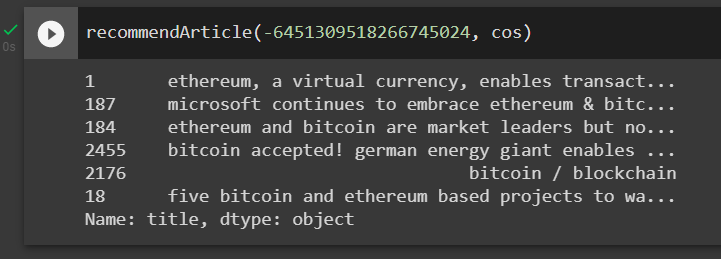 0s
recommendArticle(-6451309518266745024, cos)
1 ethereum, a virtual currency, enables transact...
187 microsoft continues to embrace ethereum & bitc...
184 ethereum and bitcoin are market leaders but no...
2455 bitcoin accepted! german energy giant enables ...
2176 bitcoin / blockchain
18 five bitcoin and ethereum based projects to wa...
Name: title, dtype: object